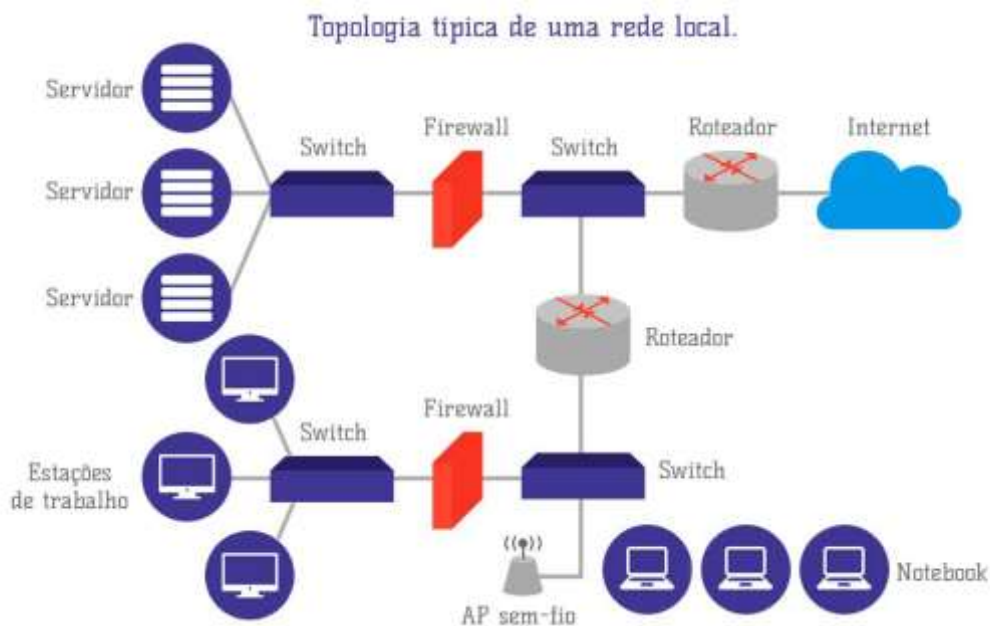 Topologia típica de uma rede local.
Servidor
Switch
Firewall
Switch
Roteador
Internet
Servidor
Servidor
Roteador
Firewall
Switch
Switch
Estações
de trabalho
AP sem-fio
Notebook